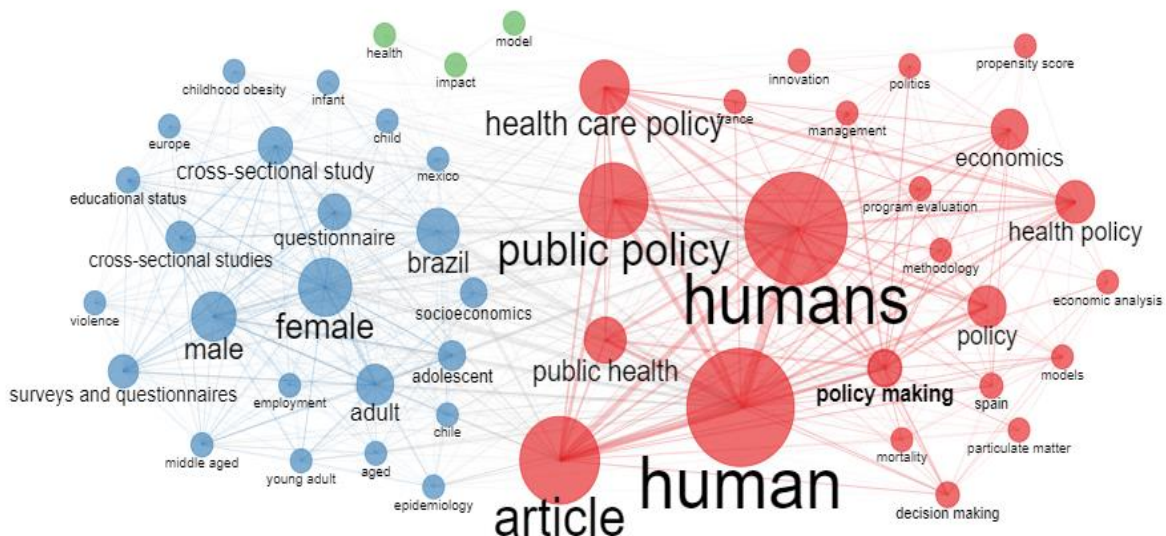 model
health
impact
propensity score
innovation
politics
childhood obesity
infant
france
health care policy
management
child
europe
economics
cross-sectional study
mexico
educational status
program evaluation
questionnaire
health policy
public policy
brazil
cross-sectional studies
methodology
humans
economic analysis
violence
socioeconomics
female
policy
male
public health
adolescent
models
surveys and questionnaires
policy making
employment
adult
spain
chile
particulate matter
mortality
middle aged
aged
young adult
human
epidemiology
article
decision making